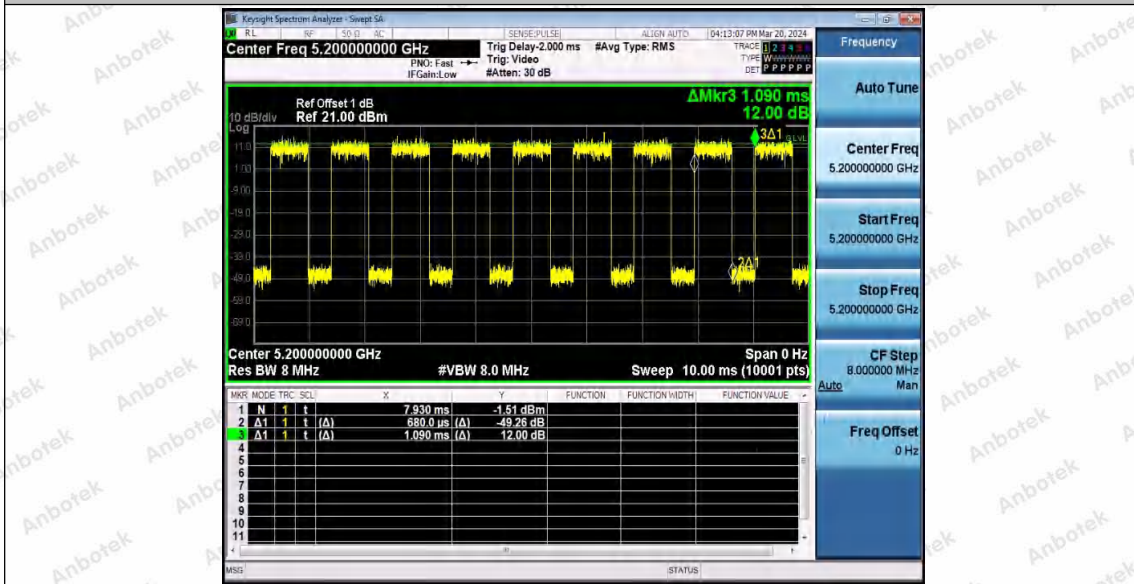 Keysight Spectrum Analyzer - Swept SA
RL RF 50 Ω AC SENSE:PULSE ALIGN AUTO 04:13:07 PM Mar 20, 2024
Center Freq 5.200000000 GHz
PNO: Fast
IFGain:Low
Trig Delay-2.000 ms
Trig: Video
#Atten: 30 dB
#Avg Type: RMS
TRACE 1 2 3 4 5 6
TYPE W
DET P P P P P P
Frequency
Auto Tune
Center Freq
5.200000000 GHz
Start Freq
5.200000000 GHz
Stop Freq
5.200000000 GHz
CF Step
8.000000 MHz
Auto Man
Freq Offset
0 Hz
ΔMkr3 1.090 ms
12.00 dB
Ref Offset 1 dB
10 dB/div Ref 21.00 dBm
Log
11.0
1.00
-9.00
-19.0
-29.0
-39.0
-49.0
-59.0
-69.0
3Δ1
2Δ1
Center 5.200000000 GHz Span 0 Hz
Res BW 8 MHz #VBW 8.0 MHz Sweep 10.00 ms (10001 pts)
MKR MODE TRC SCL X Y FUNCTION FUNCTION WIDTH FUNCTION VALUE
1 N 1 t 7.930 ms -1.51 dBm
2 Δ1 1 t (Δ) 680.0 µs (Δ) -49.26 dB
3 Δ1 1 t (Δ) 1.090 ms (Δ) 12.00 dB
4
5
6
7
8
9
10
11
MSG STATUS
Anbotek